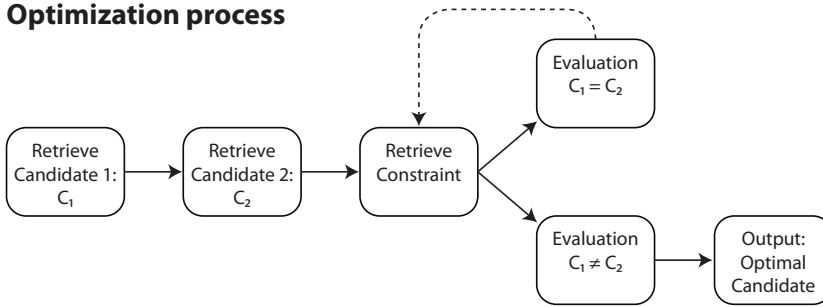 Optimization process
Retrieve
Candidate 1:
C₁
Retrieve
Candidate 2:
C₂
Retrieve
Constraint
Evaluation
C₁ = C₂
Evaluation
C₁ ≠ C₂
Output:
Optimal
Candidate